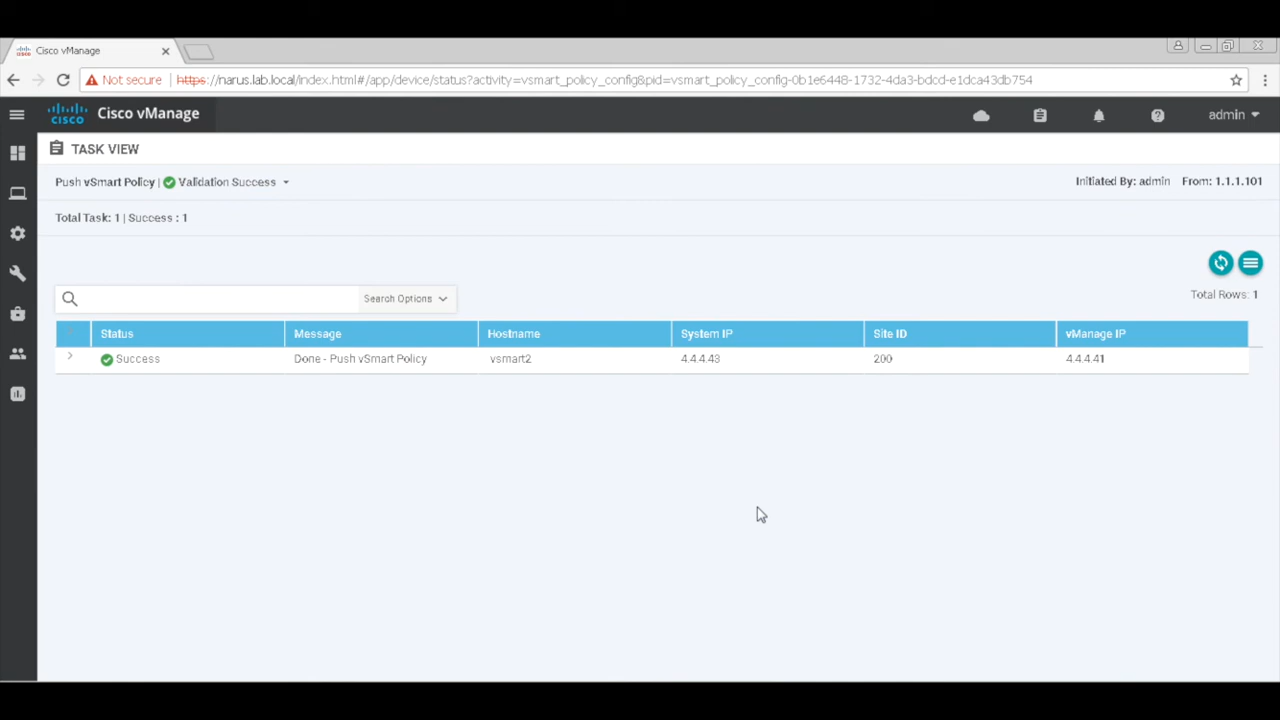 Cisco vManage
Not secure https://narus.lab.local/index.html#/app/device/status?activity=vsmart_policy_config&pid=vsmart_policy_config-0b1e6448-1732-4da3-bdcd-e1dca43db754
CISCO Cisco vManage admin
TASK VIEW
Push vSmart Policy | Validation Success Initiated By: admin From: 1.1.1.101
Total Task: 1 | Success : 1
Search Options Total Rows: 1
Status Message Hostname System IP Site ID vManage IP
Success Done - Push vSmart Policy vsmart2 4.4.4.43 200 4.4.4.41